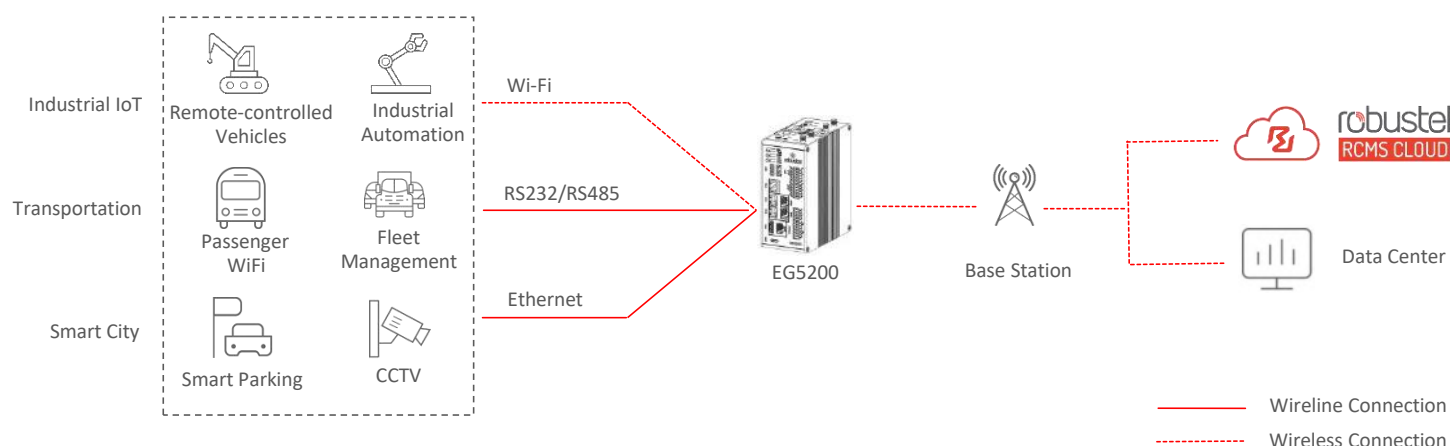 Industrial IoT
Remote-controlled
Vehicles
Industrial
Automation
Transportation
Passenger
WiFi
Fleet
Management
Smart City
Smart Parking
CCTV
Wi-Fi
RS232/RS485
Ethernet
EG5200
Base Station
robustel
RCMS CLOUD
Data Center
Wireline Connection
Wireless Connection